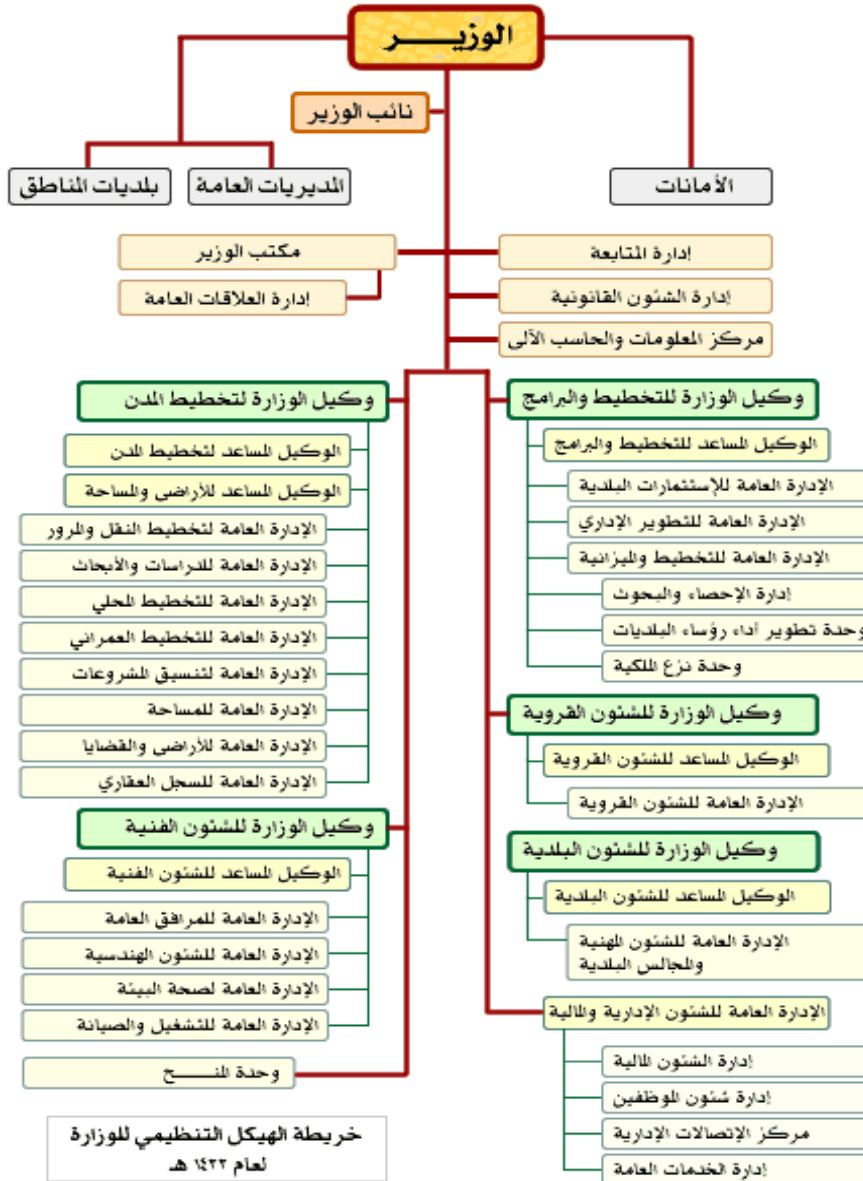 الوزيـــر
نائب الوزير
الأمانات
المديريات العامة
بلديات المناطق
إدارة المتابعة
مكتب الوزير
إدارة الشئون القانونية
إدارة العلاقات العامة
مركز المعلومات والحاسب الآلى
وكيل الوزارة للتخطيط والبرامج
الوكيل المساعد للتخطيط والبرامج
الإدارة العامة للإستثمارات البلدية
الإدارة العامة للتطوير الإداري
الإدارة العامة للتخطيط والميزانية
إدارة الإحصاء والبحوث
وحدة تطوير أداء رؤساء البلديات
وحدة نزع الملكية
وكيل الوزارة للشئون القروية
الوكيل المساعد للشئون القروية
الإدارة العامة للشئون القروية
وكيل الوزارة للشئون البلدية
الوكيل المساعد للشئون البلدية
الإدارة العامة للشئون المهنية
والمجالس البلدية
الإدارة العامة للشئون الإدارية والمالية
إدارة الشئون المالية
إدارة شئون الموظفين
مركز الإتصالات الإدارية
إدارة الخدمات العامة
وكيل الوزارة لتخطيط المدن
الوكيل المساعد لتخطيط المدن
الوكيل المساعد للأراضى والمساحة
الإدارة العامة لتخطيط النقل والمرور
الإدارة العامة للدراسات والأبحاث
الإدارة العامة للتخطيط المحلي
الإدارة العامة للتخطيط العمراني
الإدارة العامة لتنسيق المشروعات
الإدارة العامة للمساحة
الإدارة العامة للأراضى والقضايا
الإدارة العامة للسجل العقاري
وكيل الوزارة للشئون الفنية
الوكيل المساعد للشئون الفنية
الإدارة العامة للمرافق العامة
الإدارة العامة للشئون الهندسية
الإدارة العامة لصحة البيئة
الإدارة العامة للتشغيل والصيانة
وحدة المنـــح
خريطة الهيكل التنظيمي للوزارة
لعام ١٤٢٢ هـ